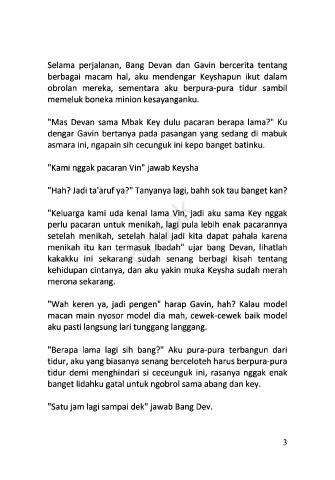 Selama perjalanan, Bang Devan dan Gavin bercerita tentang
berbagai macam hal, aku mendengar Keyshapun ikut dalam
obrolan mereka, sementara aku berpura-pura tidur sambil
memeluk boneka minion kesayanganku.
"Mas Devan sama Mbak Key dulu pacaran berapa lama?" Ku
dengar Gavin bertanya pada pasangan yang sedang di mabuk
asmara ini, ngapain sih cecunguk ini kepo banget batinku.
"Kami nggak pacaran Vin" jawab Keysha
"Hah? Jadi ta'aruf ya?" Tanyanya lagi, bahh sok tau banget kan?
"Keluarga kami uda kenal lama Vin, jadi aku sama Key nggak
perlu pacaran untuk menikah, lagi pula lebih enak pacarannya
setelah menikah, setelah halal jadi kita dapat pahala karena
menikah itu kan termasuk Ibadah" ujar bang Devan, lihatlah
kakakku ini sekarang sudah senang berbagi kisah tentang
kehidupan cintanya, dan aku yakin muka Keysha sudah merah
merona sekarang.
"Wah keren ya, jadi pengen" harap Gavin, hah? Kalau model
macan main nyosor model dia mah, cewek-cewek baik model
aku pasti langsung lari tunggang langgang.
"Berapa lama lagi sih bang?" Aku pura-pura terbangun dari
tidur, aku yang biasanya senang berceloteh harus berpura-pura
tidur demi menghindari si ceceunguk ini, rasanya nggak enak
banget lidahku gatal untuk ngobrol sama abang dan key.
"Satu jam lagi sampai dek" jawab Bang Dev.
3